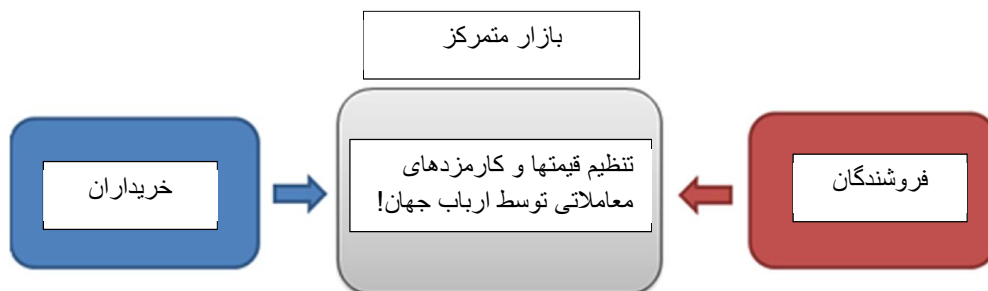 بازار متمرکز
فروشندگان
تنظیم قیمتها و کارمزدهای
معاملاتی توسط ارباب جهان!
خریداران